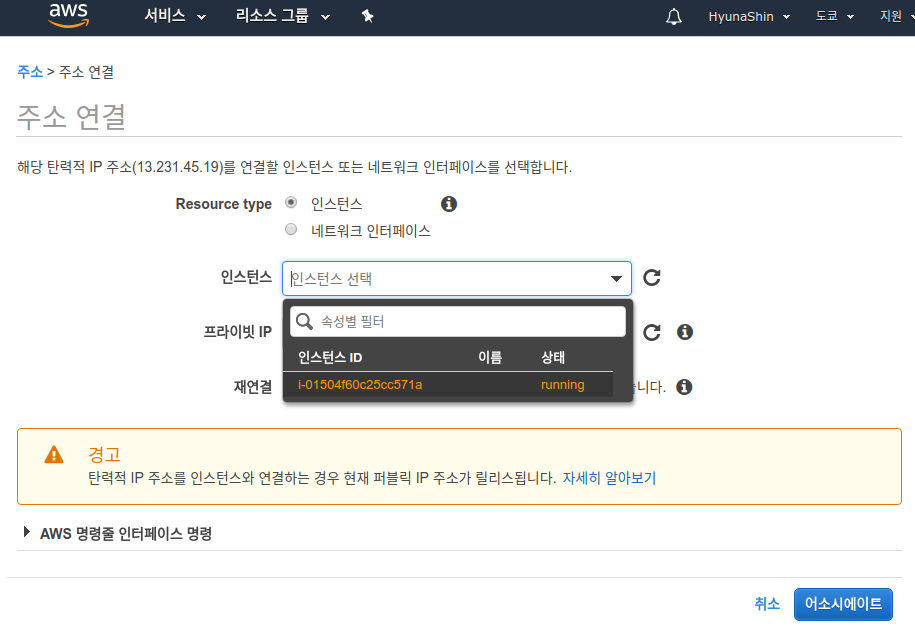 aws 서비스 리소스 그룹 HyunaShin 도쿄 지원
주소 > 주소 연결
주소 연결
해당 탄력적 IP 주소(13.231.45.19)를 연결할 인스턴스 또는 네트워크 인터페이스를 선택합니다.
Resource type 인스턴스
네트워크 인터페이스
인스턴스 인스턴스 선택
속성별 필터
프라이빗 IP
인스턴스 ID 이름 상태
재연결 i-01504f60c25cc571a running 니다.
경고
탄력적 IP 주소를 인스턴스와 연결하는 경우 현재 퍼블릭 IP 주소가 릴리스됩니다. 자세히 알아보기
AWS 명령줄 인터페이스 명령
취소 어소시에이트